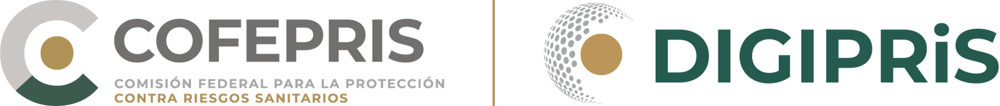 COFEPRIS
COMISIÓN FEDERAL PARA LA PROTECCIÓN
CONTRA RIESGOS SANITARIOS
DIGIPRiS